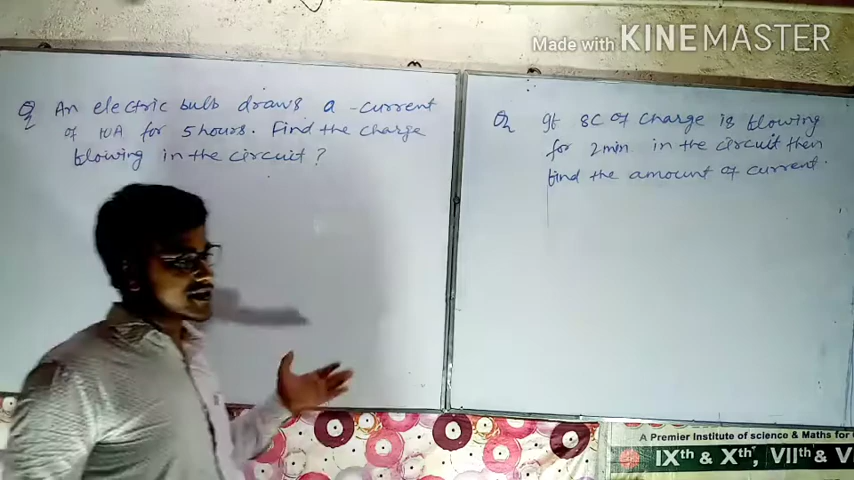 Made with KINEMASTER
Q An electric bulb draws a current
of 10A for 5 hours. Find the charge
flowing in the circuit?
Q If 8C of charge is flowing
for 2min in the circuit then
find the amount of current.
A Premier Institute of science & Maths for
IXth & Xth, VIIth & V